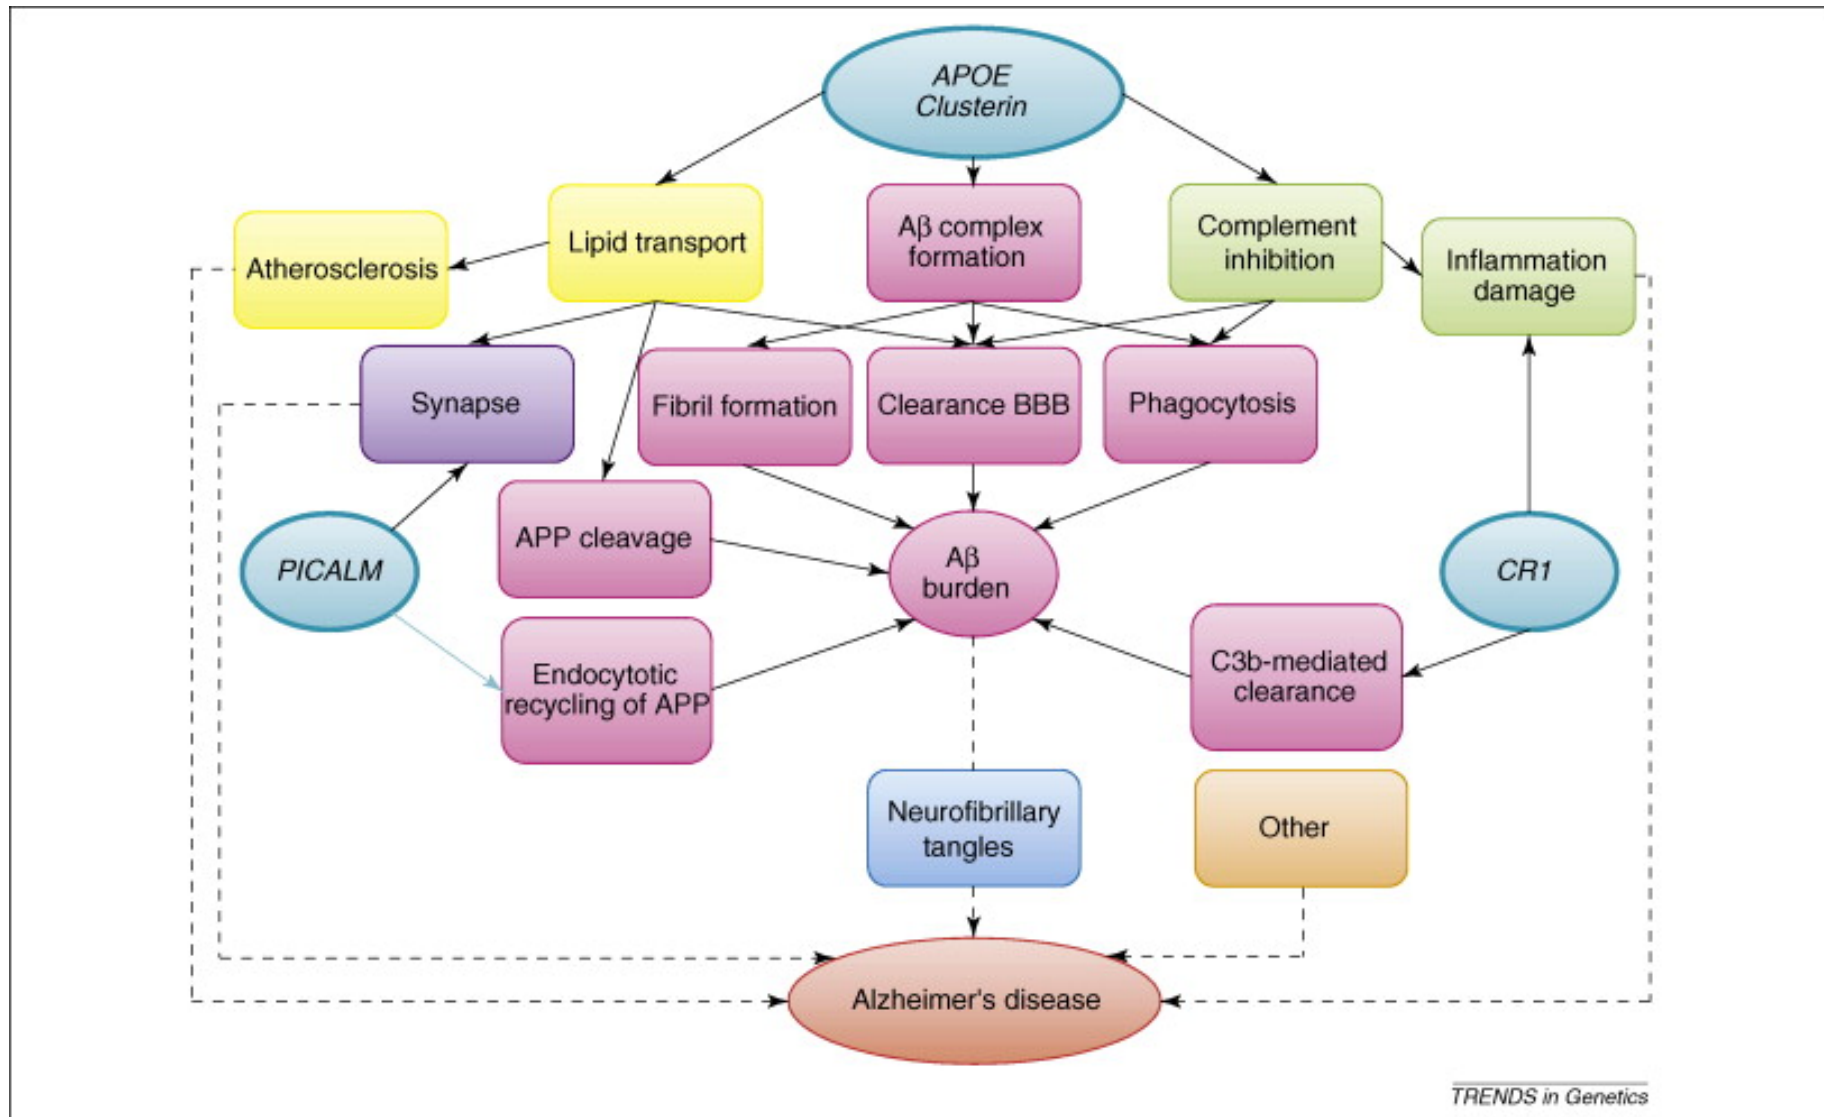 APOE
Clusterin
Lipid transport
Aβ complex
formation
Complement
inhibition
Atherosclerosis
Inflammation
damage
Synapse
Fibril formation
Clearance BBB
Phagocytosis
APP cleavage
PICALM
Aβ
burden
CR1
Endocytotic
recycling of APP
C3b-mediated
clearance
Neurofibrillary
tangles
Other
Alzheimer's disease
TRENDS in Genetics